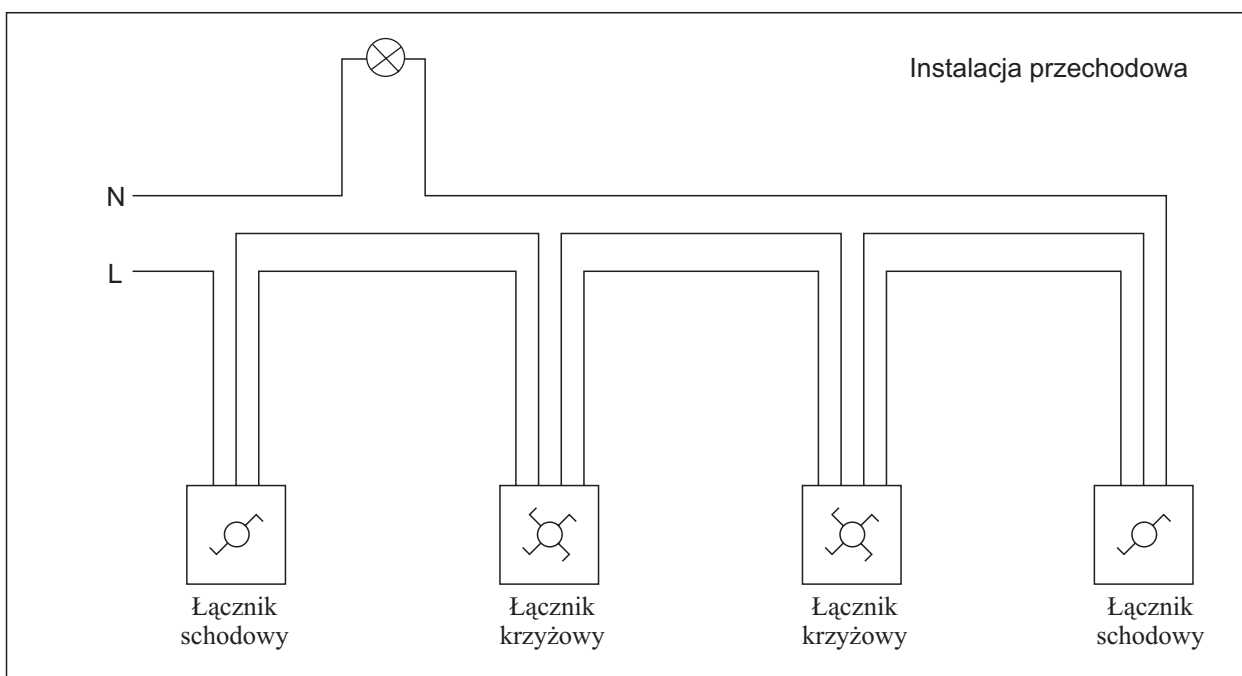 Instalacja przechodowa
N
L
Łącznik
schodowy
Łącznik
krzyżowy
Łącznik
krzyżowy
Łącznik
schodowy